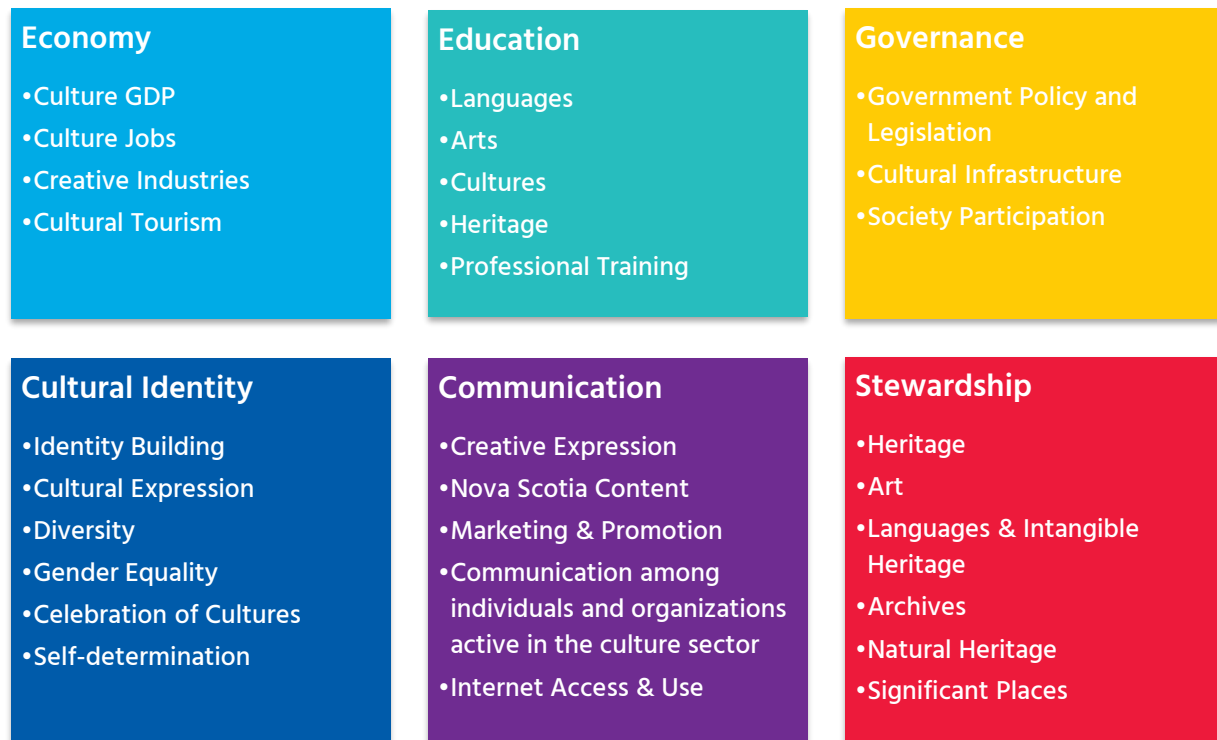 Economy
•Culture GDP
•Culture Jobs
•Creative Industries
•Cultural Tourism
Education
•Languages
•Arts
•Cultures
•Heritage
•Professional Training
Governance
•Government Policy and
Legislation
•Cultural Infrastructure
•Society Participation
Cultural Identity
•Identity Building
•Cultural Expression
•Diversity
•Gender Equality
•Celebration of Cultures
•Self-determination
Communication
•Creative Expression
•Nova Scotia Content
•Marketing & Promotion
•Communication among
individuals and organizations
active in the culture sector
•Internet Access & Use
Stewardship
•Heritage
•Art
•Languages & Intangible
Heritage
•Archives
•Natural Heritage
•Significant Places